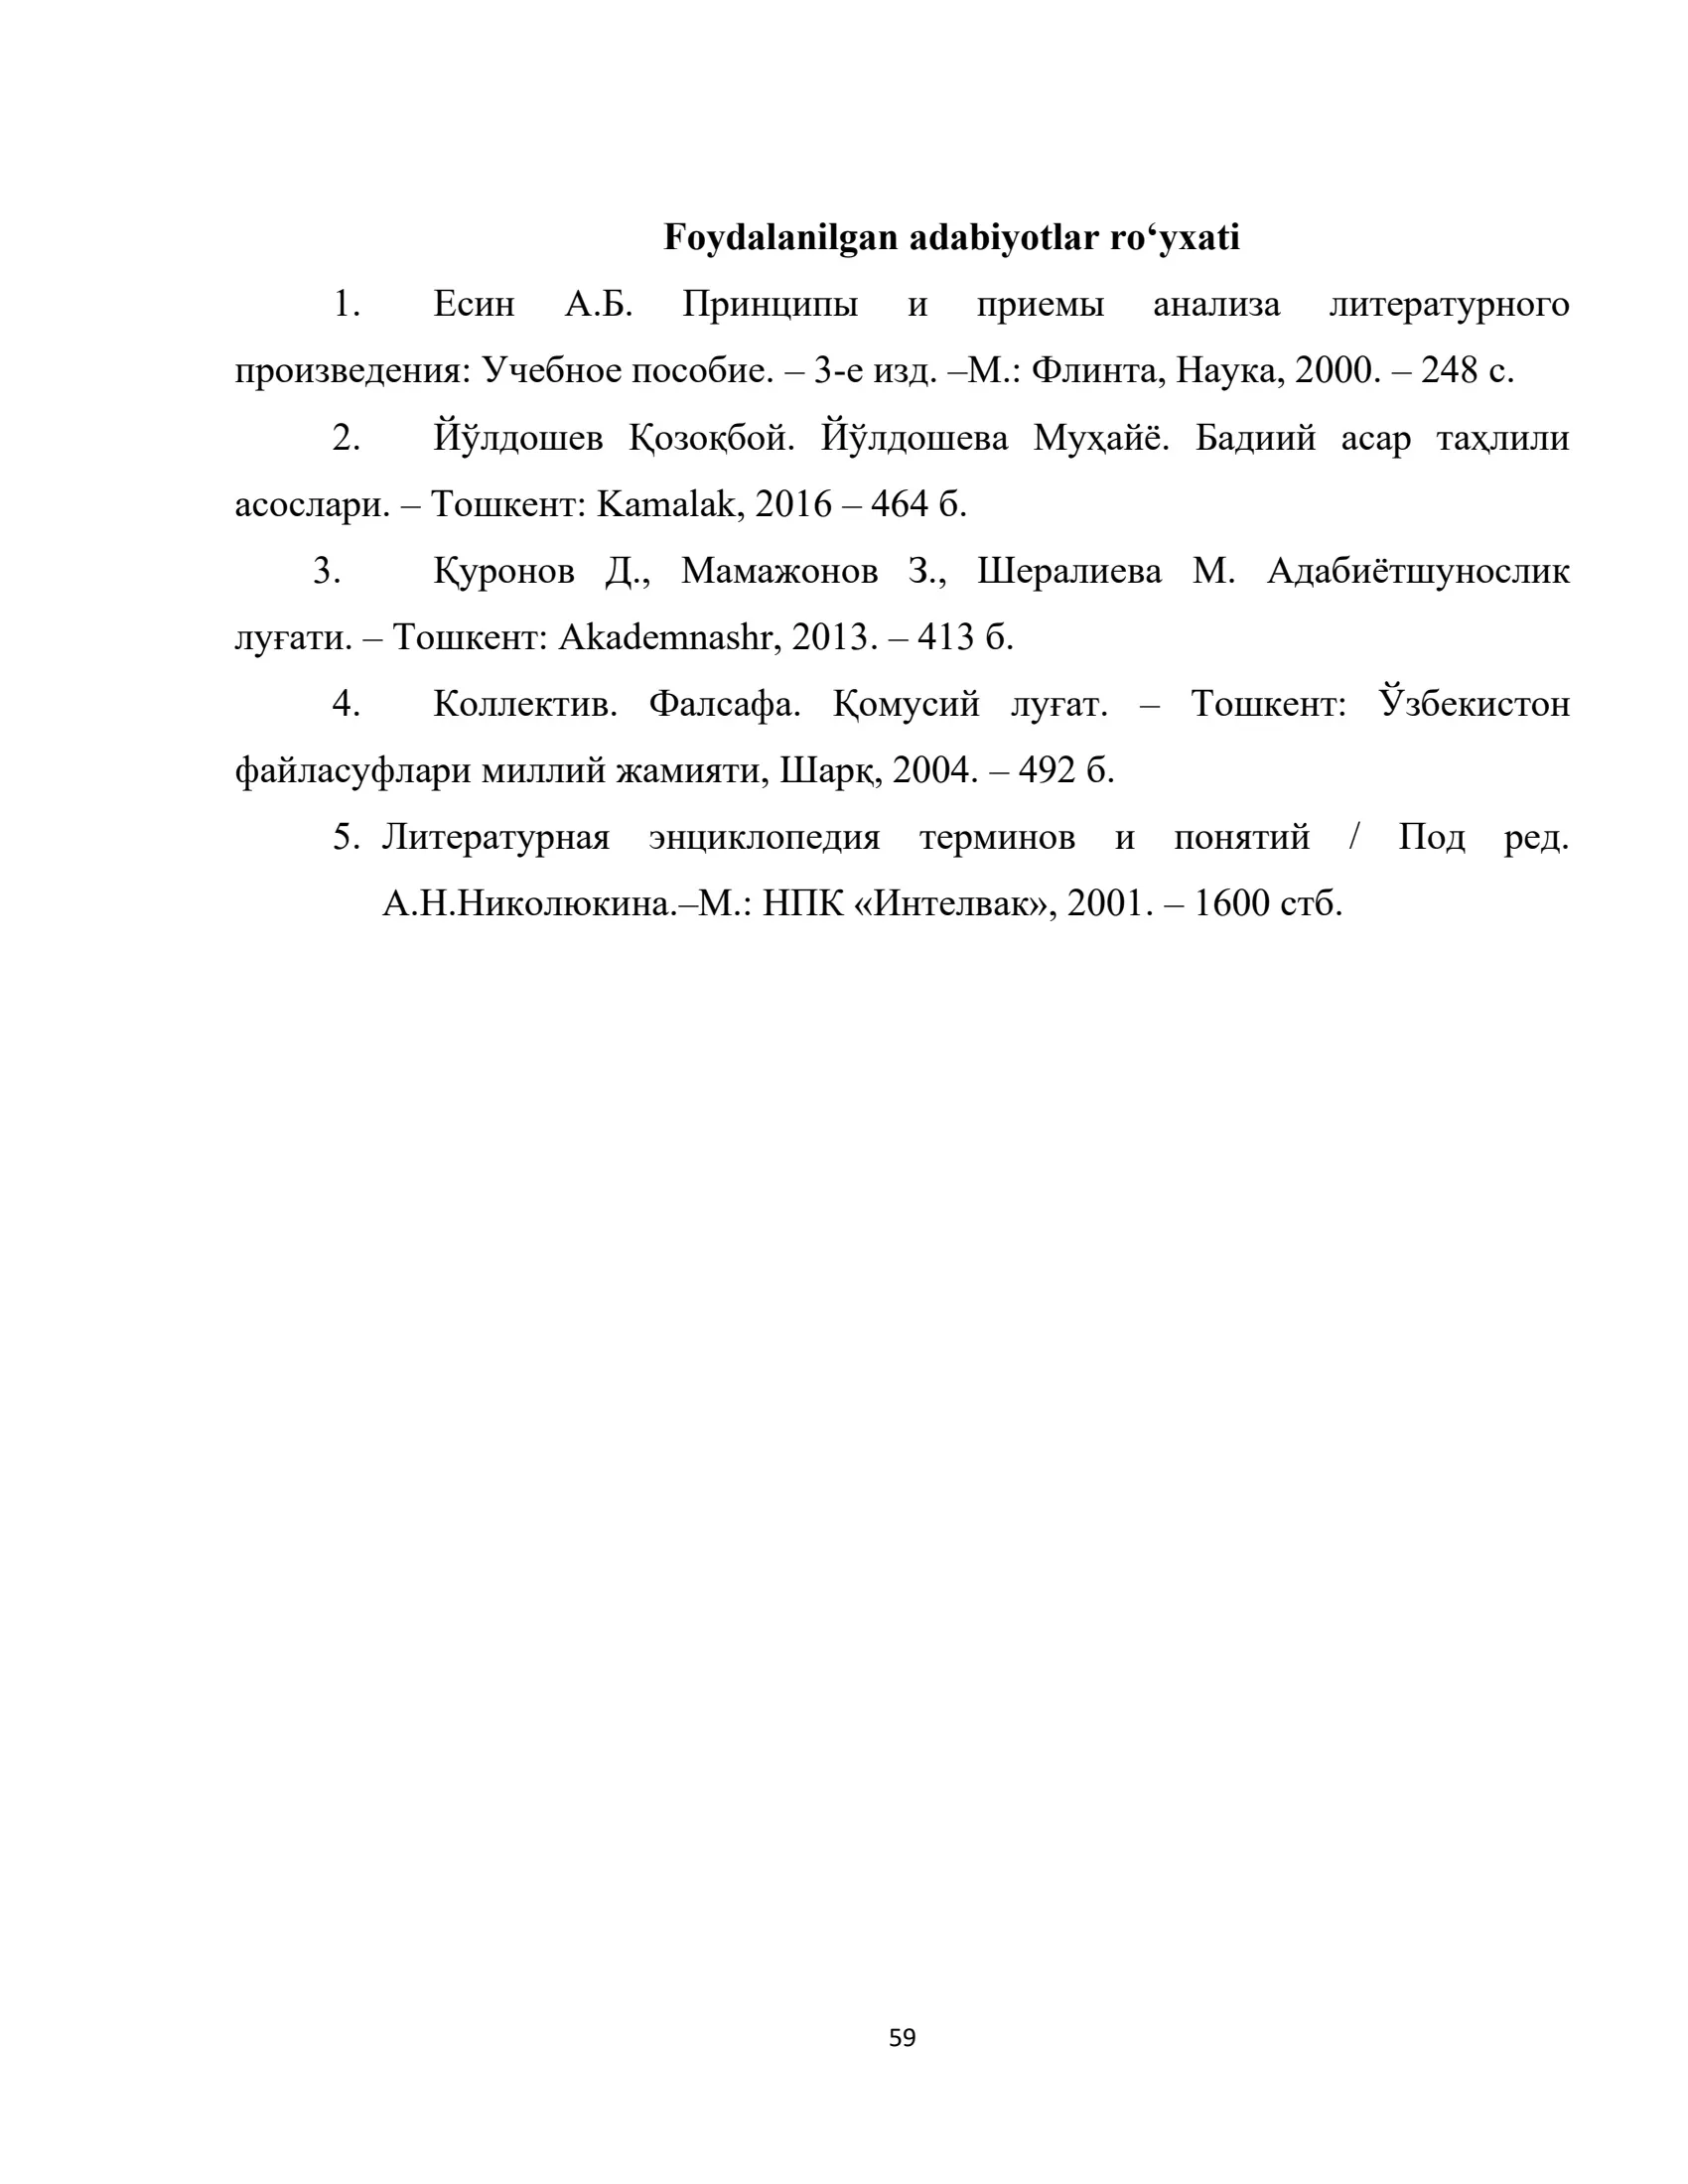 Foydalanilgan adabiyotlar ro‘yxati
1. Есин А.Б. Принципы и приемы анализа литературного
произведения: Учебное пособие. – 3-е изд. –М.: Флинта, Наука, 2000. – 248 с.
2. Йўлдошев Қозоқбой. Йўлдошева Муҳайё. Бадиий асар таҳлили
асослари. – Тошкент: Kamalak, 2016 – 464 б.
3. Қуронов Д., Мамажонов З., Шералиева М. Адабиётшунослик
луғати. – Тошкент: Akademnashr, 2013. – 413 б.
4. Коллектив. Фалсафа. Қомусий луғат. – Тошкент: Ўзбекистон
файласуфлари миллий жамияти, Шарқ, 2004. – 492 б.
5. Литературная энциклопедия терминов и понятий / Под ред.
А.Н.Николюкина.–М.: НПК «Интелвак», 2001. – 1600 стб.
59